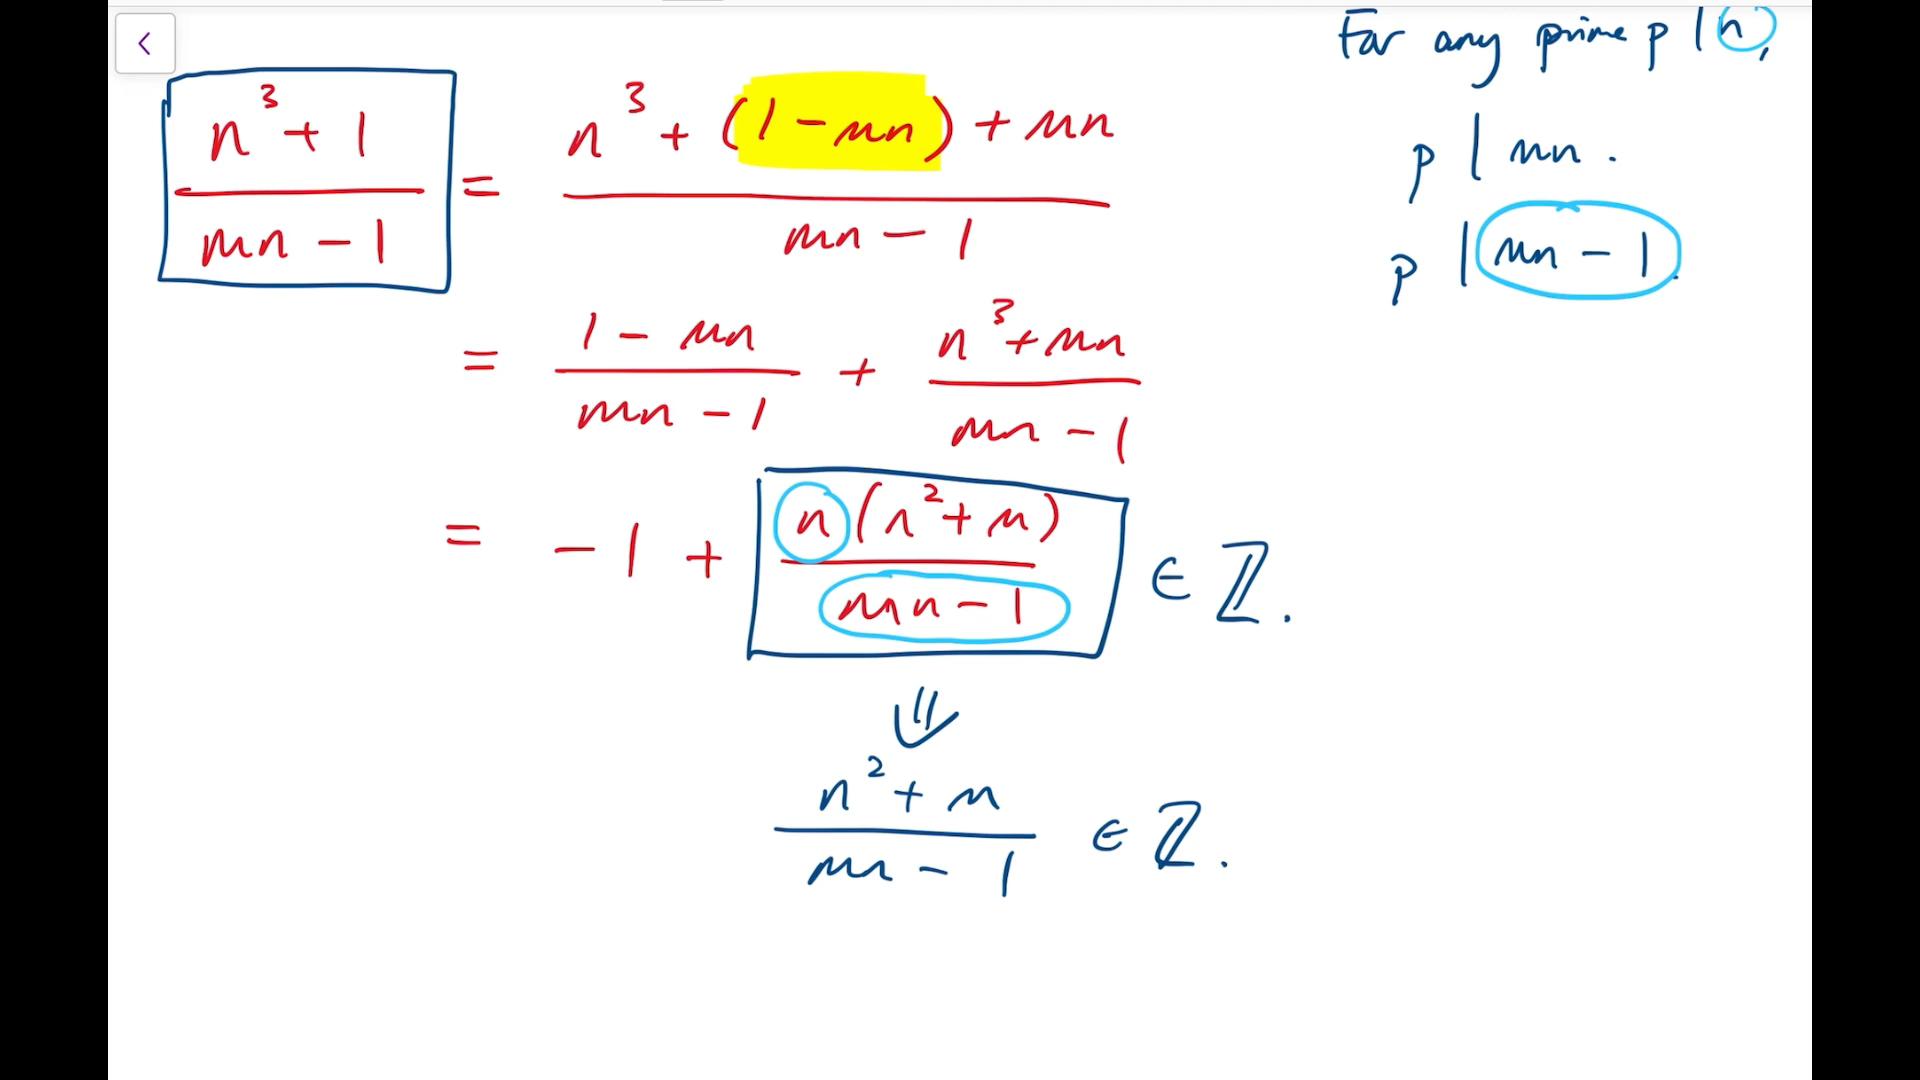 For any prime p | n,
n³ + 1 / mn - 1 = n³ + (1 - mn) + mn / mn - 1
p | mn.
p | mn - 1.
= 1 - mn / mn - 1 + n³ + mn / mn - 1
= -1 + n(n² + m) / mn - 1 ∈ ℤ.
⇓
n² + m / mn - 1 ∈ ℤ.